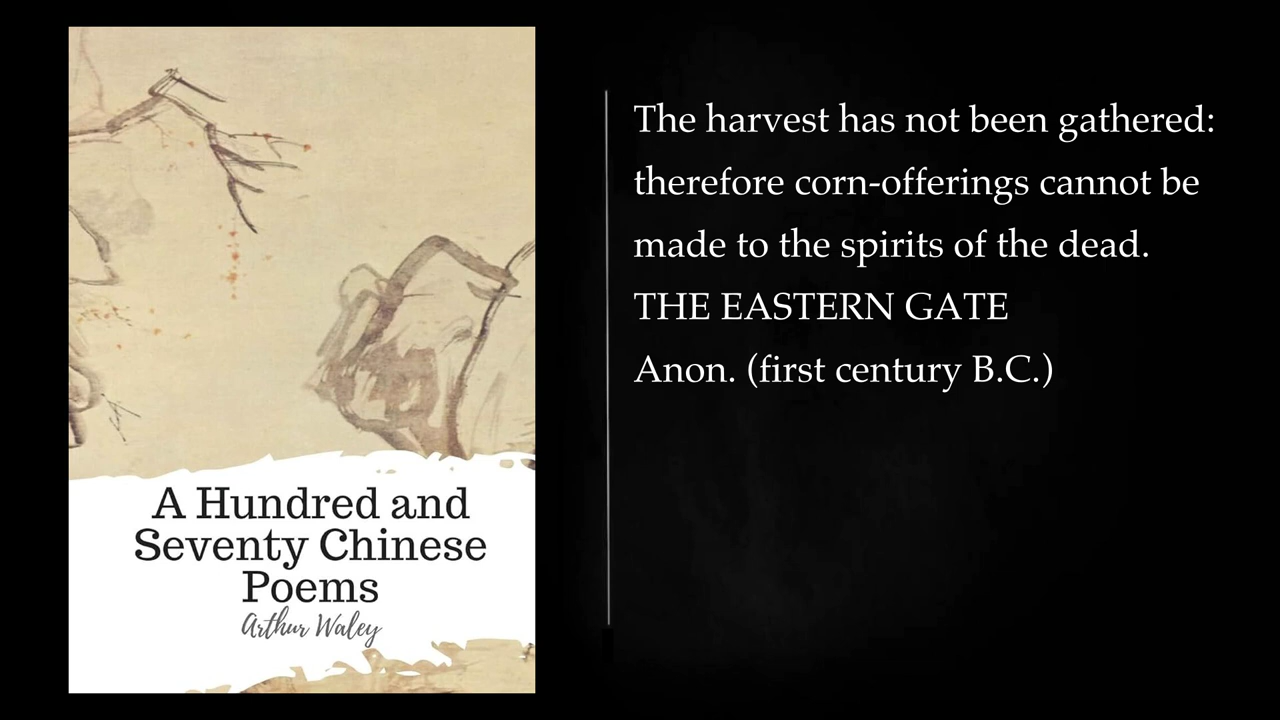 A Hundred and
Seventy Chinese
Poems
Arthur Waley
The harvest has not been gathered:
therefore corn-offerings cannot be
made to the spirits of the dead.
THE EASTERN GATE
Anon. (first century B.C.)